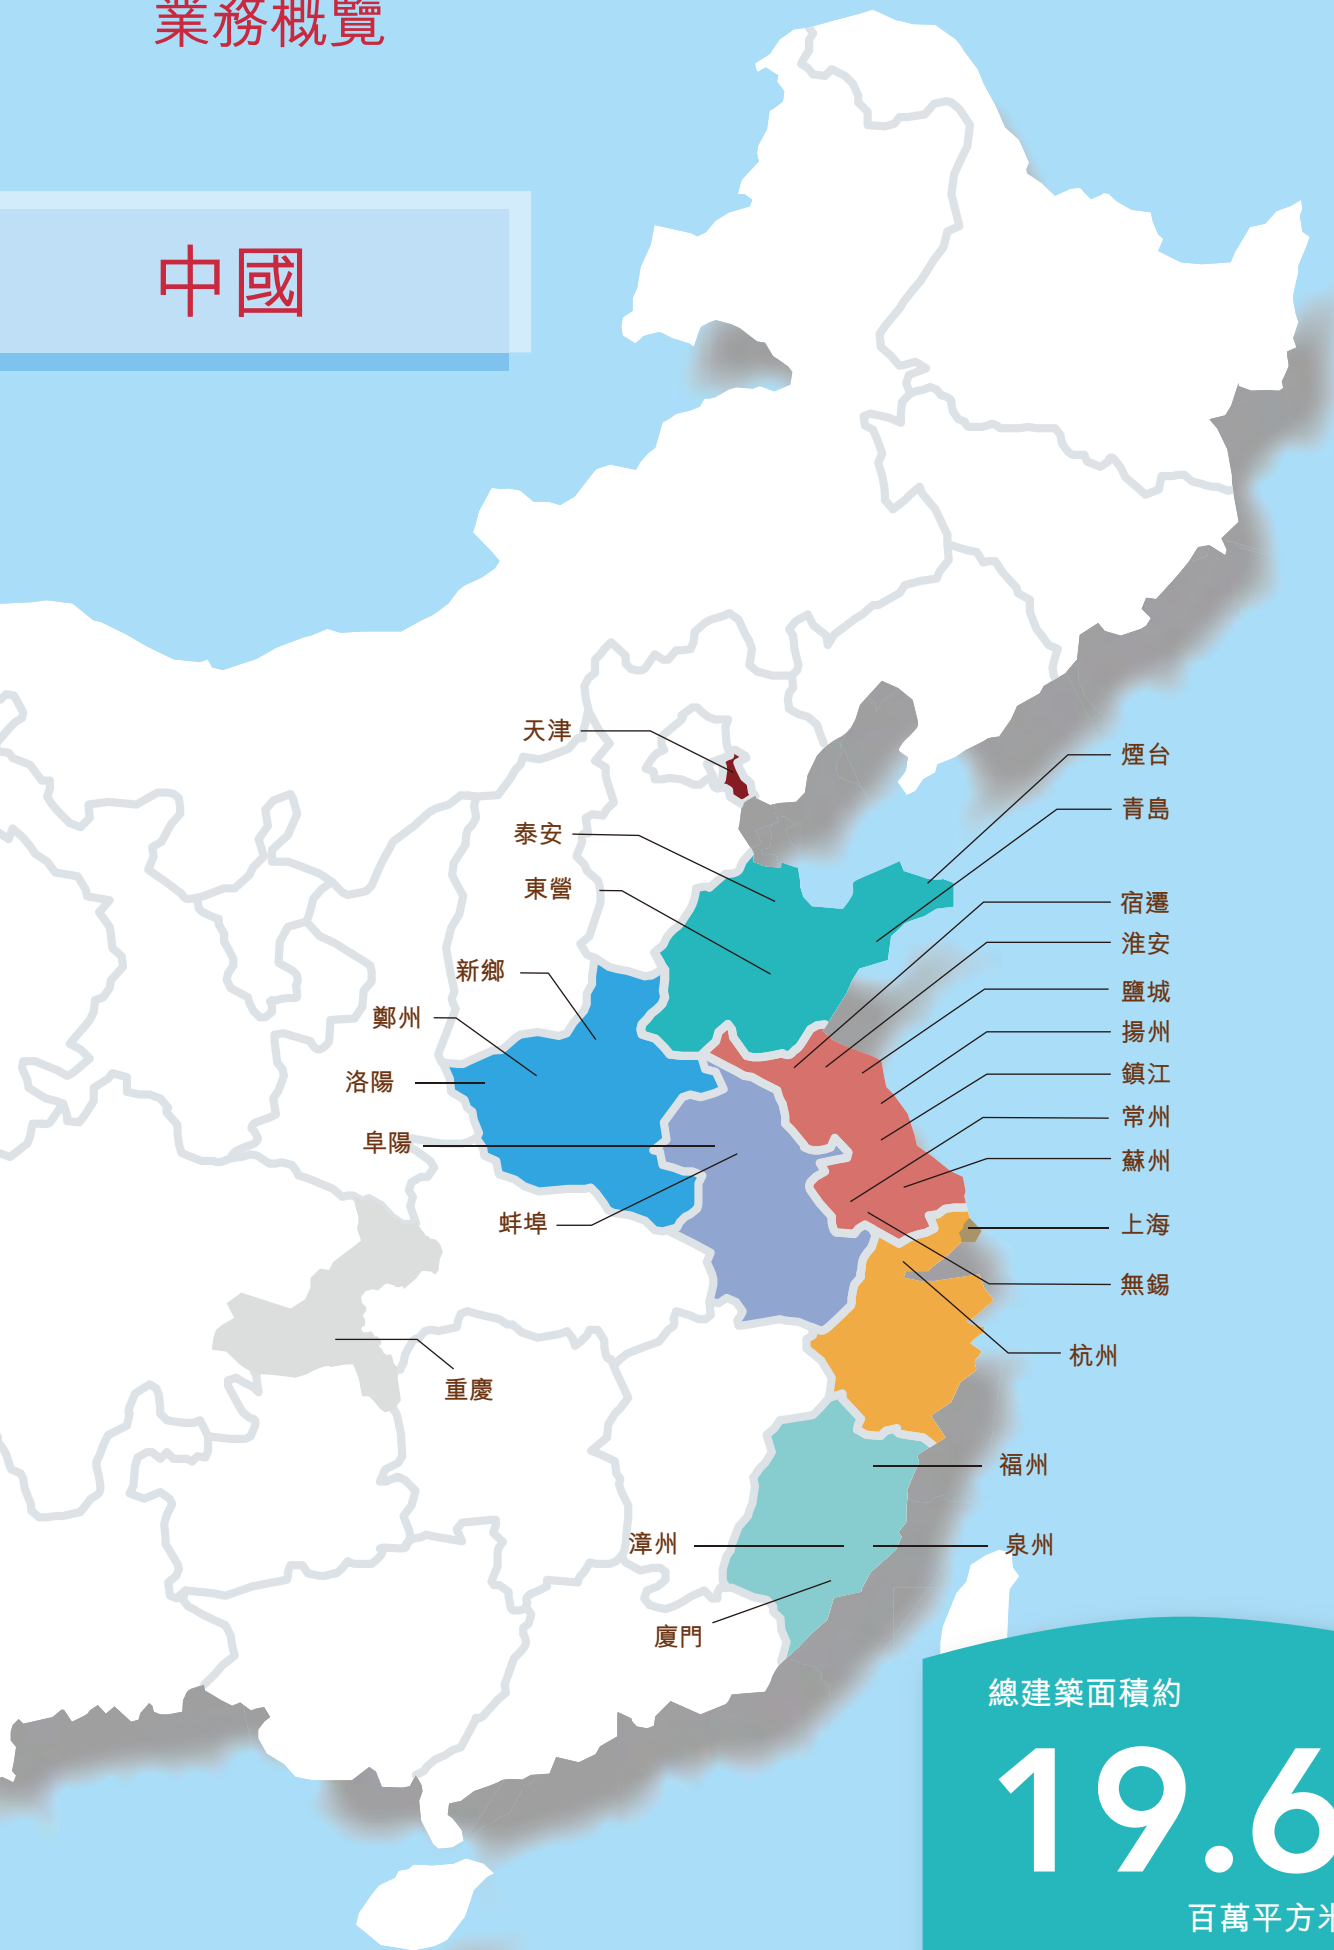 業務概覽
中國
天津
煙台
青島
泰安
東營
宿遷
淮安
新鄉
鹽城
鄭州
揚州
洛陽
鎮江
常州
阜陽
蘇州
蚌埠
上海
無錫
杭州
重慶
福州
漳州
泉州
廈門
總建築面積約
19.6
百萬平方米